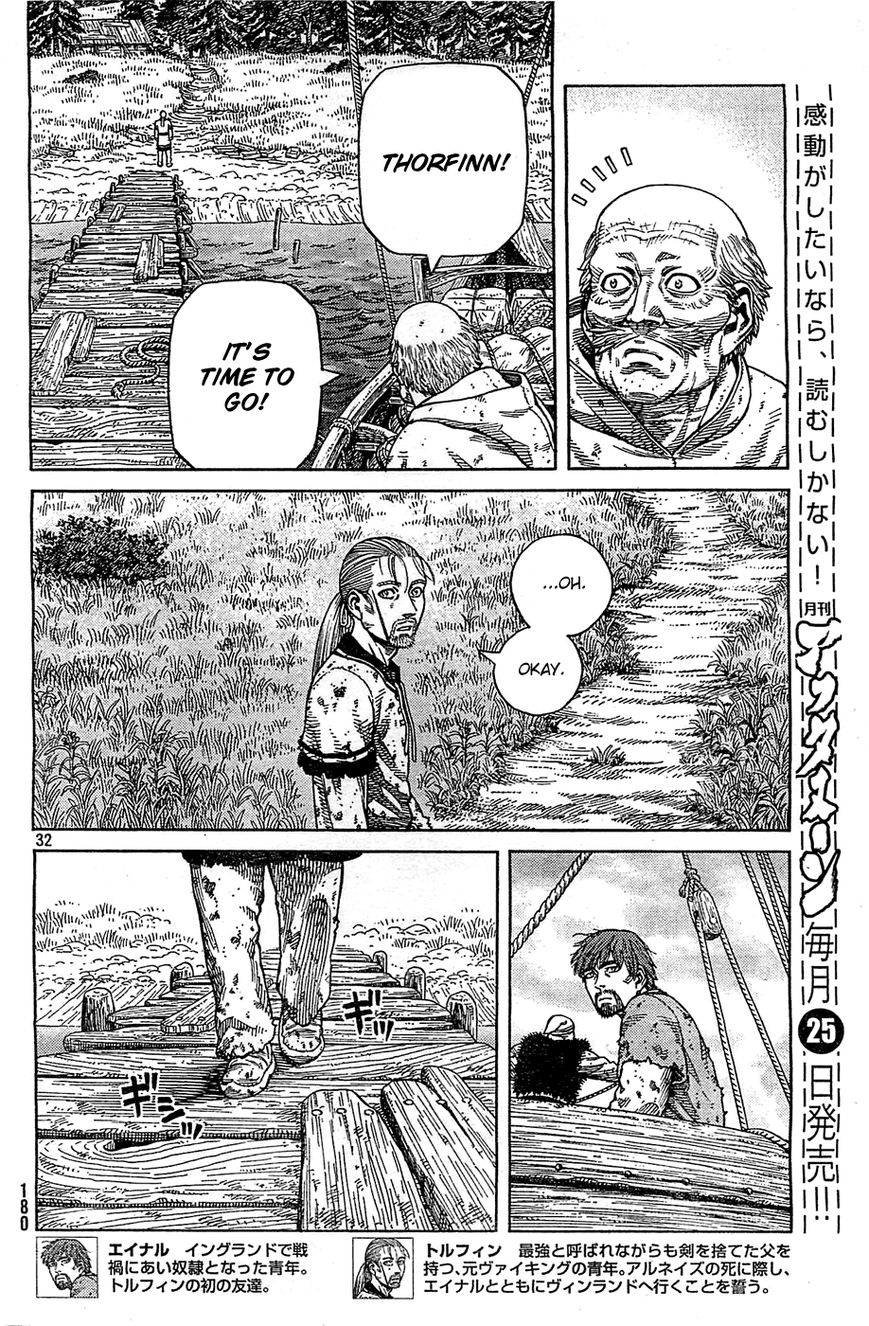 感動がしたいなら、読むしかない!月刊アフタヌーン毎月25日発売!!!
THORFINN!
IT'S
TIME TO
GO!
...OH.
OKAY.
32
ギッ
ギシッ
180
エイナル イングランドで戦
禍にあい奴隷となった青年。
トルフィンの初の友達。
トルフィン 最強と呼ばれながらも剣を捨てた父を
持つ、元ヴァイキングの青年。アルネイズの死に際し、
エイナルとともにヴィンランドへ行くことを誓う。